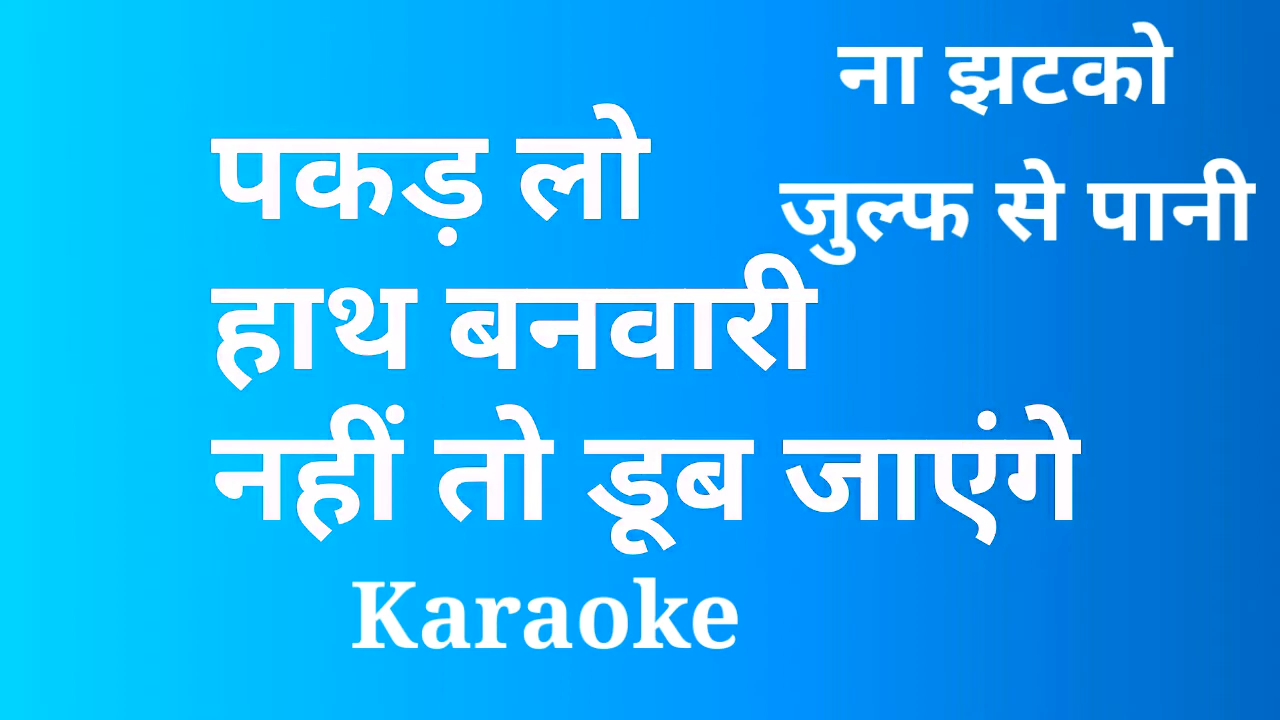 ना झटको
जुल्फ से पानी
पकड़ लो
हाथ बनवारी
नहीं तो डूब जाएंगे
Karaoke